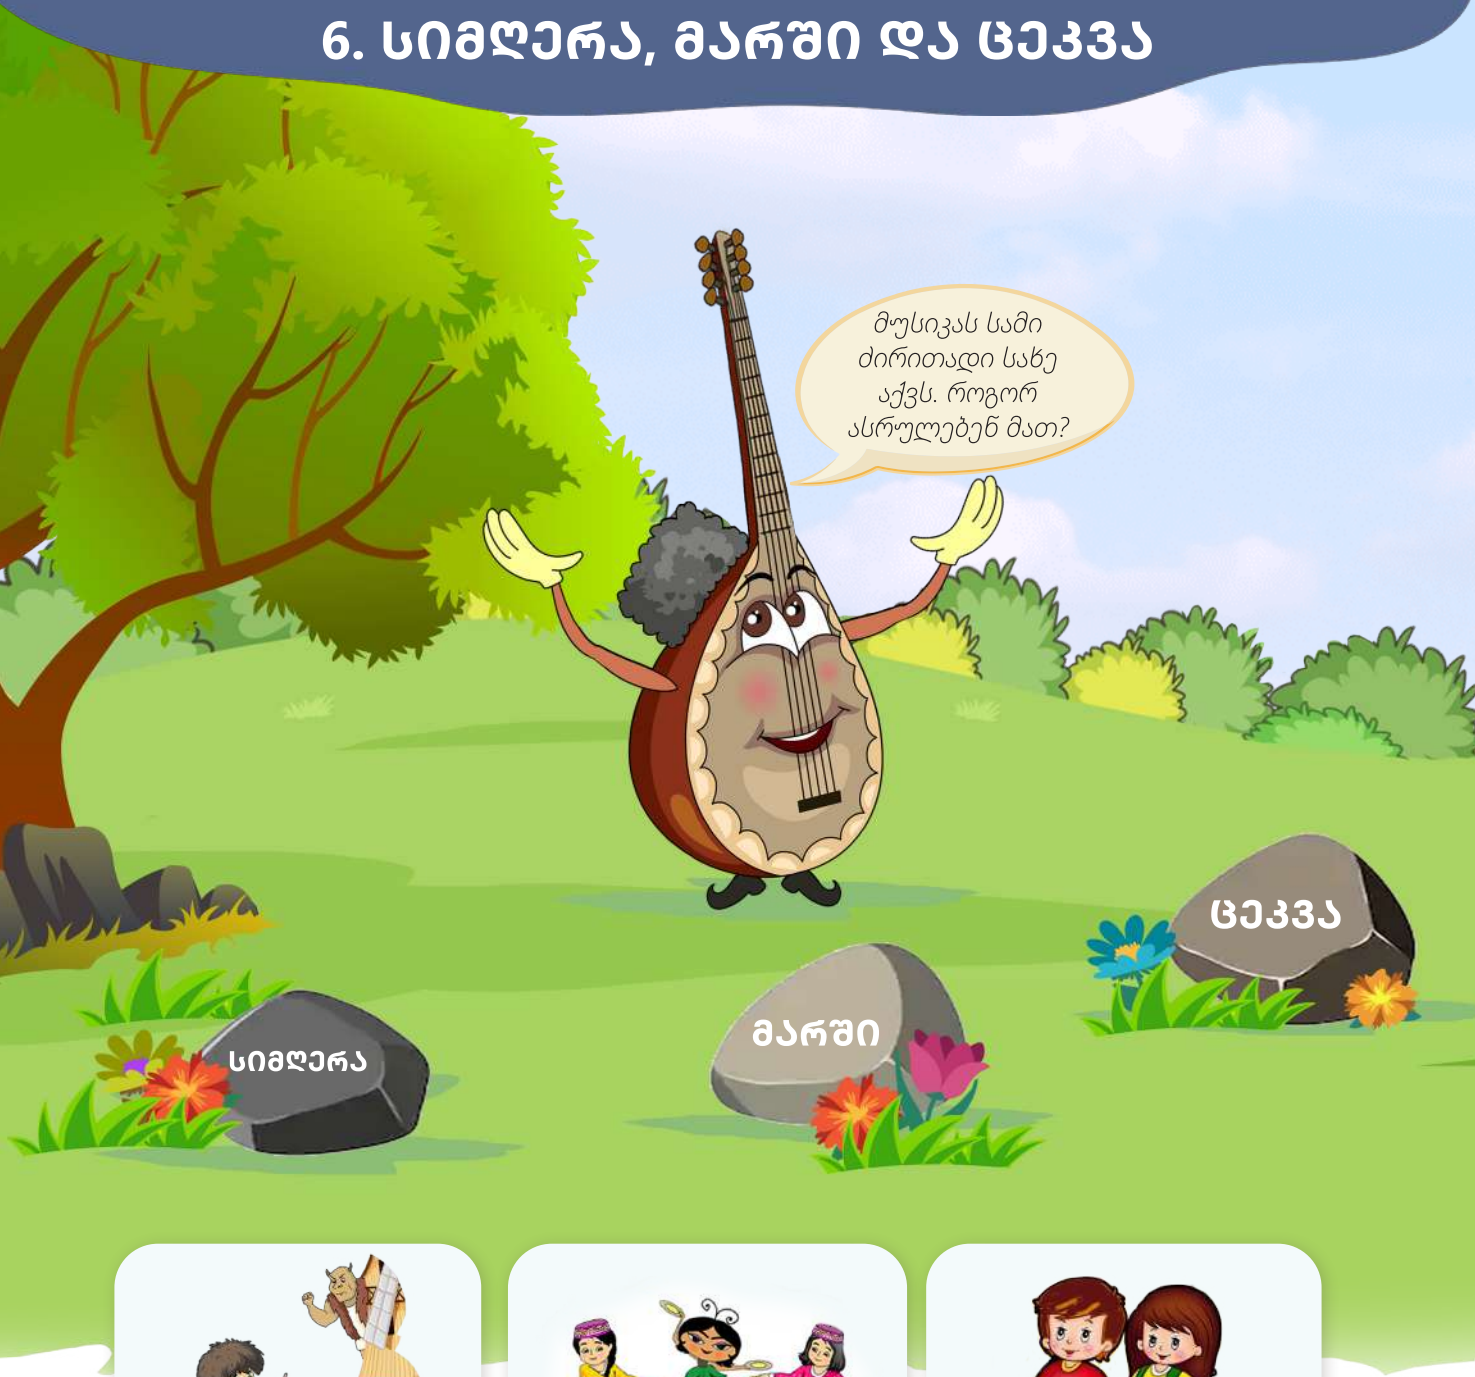 6. სიმღერა, მარში და ცეკვა
მუსიკას სამი
ძირითადი სახე
აქვს. როგორ
ასრულებენ მათ?
ცეკვა
მარში
სიმღერა